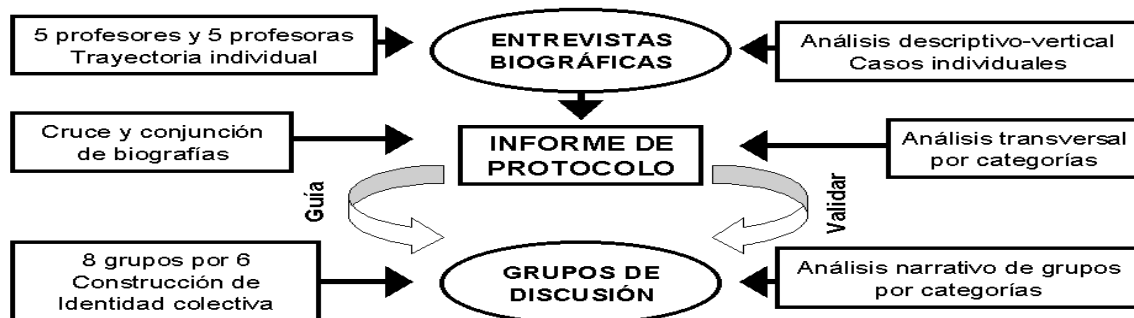 5 profesores y 5 profesoras
Trayectoria individual
ENTREVISTAS
BIOGRÁFICAS
Análisis descriptivo-vertical
Casos individuales
Cruce y conjunción
de biografías
INFORME DE
PROTOCOLO
Análisis transversal
por categorías
Guía
Validar
8 grupos por 6
Construcción de
Identidad colectiva
GRUPOS DE
DISCUSIÓN
Análisis narrativo de grupos
por categorías